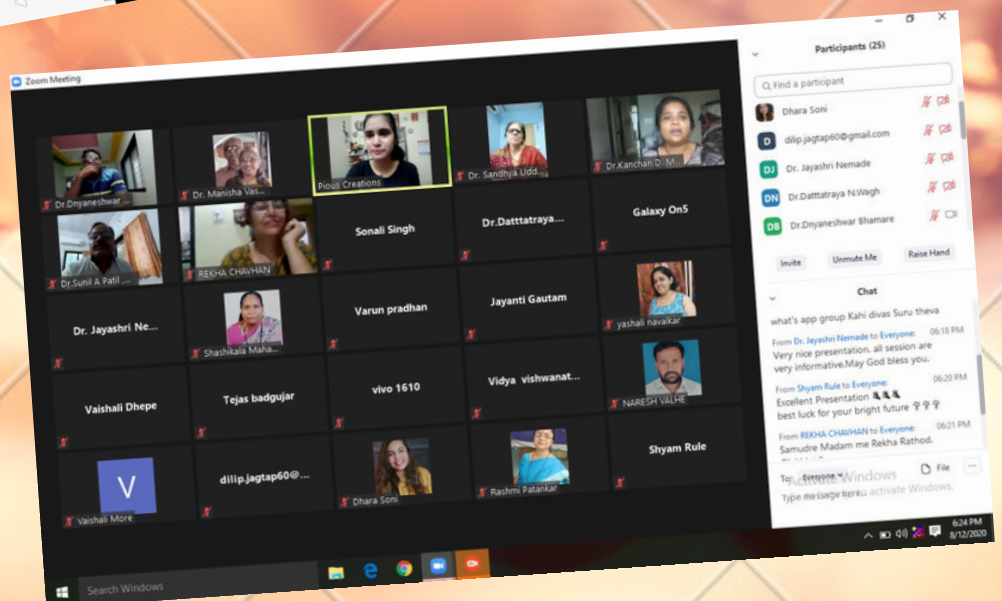 Zoom Meeting
Dr.Dnyaneshwar ...
Dr. Manisha Vas...
Pious Creations
Dr. Sandhya Udd...
Dr.Kanchan D. M...
Dr.Sunil A Patil ...
REKHA CHAVHAN
Sonali Singh
Dr.Datttatraya...
Galaxy On5
Dr. Jayashri Ne...
Shashikala Maha...
Varun pradhan
Jayanti Gautam
yashali navalkar
Vaishali Dhepe
Tejas badgujar
vivo 1610
Vidya vishwanat...
NARESH VALHE
V
Vaishali More
dilip.jagtap60@...
Dhara Soni
Rashmi Patankar
Shyam Rule
Participants (25)
Find a participant
Dhara Soni
D dilip.jagtap60@gmail.com
DJ Dr. Jayashri Nemade
DN Dr.Datttatraya N.Wagh
DB Dr.Dnyaneshwar Bhamare
Invite Unmute Me Raise Hand
Chat
what's app group Kahi divas Suru theva
From Dr. Jayashri Nemade to Everyone: 06:18 PM
Very nice presentation, all session are
very informative.May God bless you.
From Shyam Rule to Everyone: 06:20 PM
Excellent Presentation
best luck for your bright future
From REKHA CHAVHAN to Everyone: 06:21 PM
Samudre Madam me Rekha Rathod.
To: Everyone File ...
Activate Windows
Type message here... activate Windows.
Search Windows
6:24 PM
8/12/2020